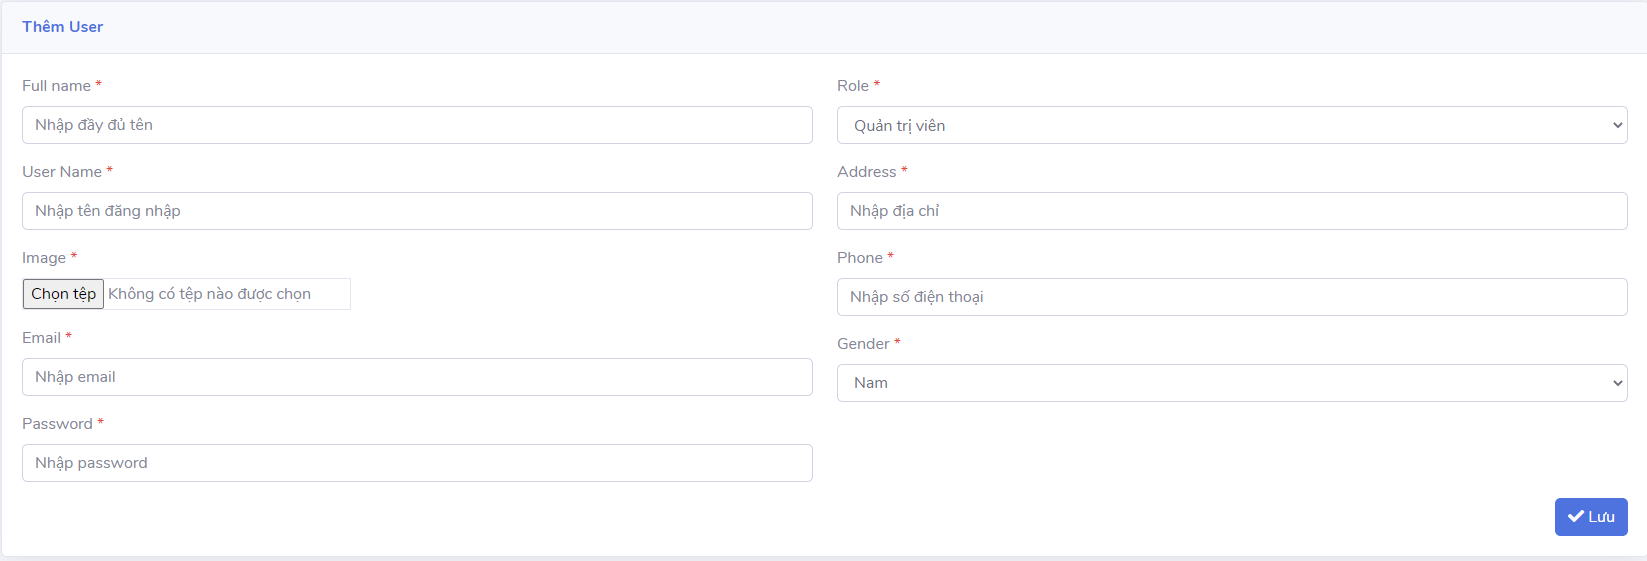 Thêm User
Full name *
Nhập đầy đủ tên
User Name *
Nhập tên đăng nhập
Image *
Chọn tệp Không có tệp nào được chọn
Email *
Nhập email
Password *
Nhập password
Role *
Quản trị viên
Address *
Nhập địa chỉ
Phone *
Nhập số điện thoại
Gender *
Nam
Lưu